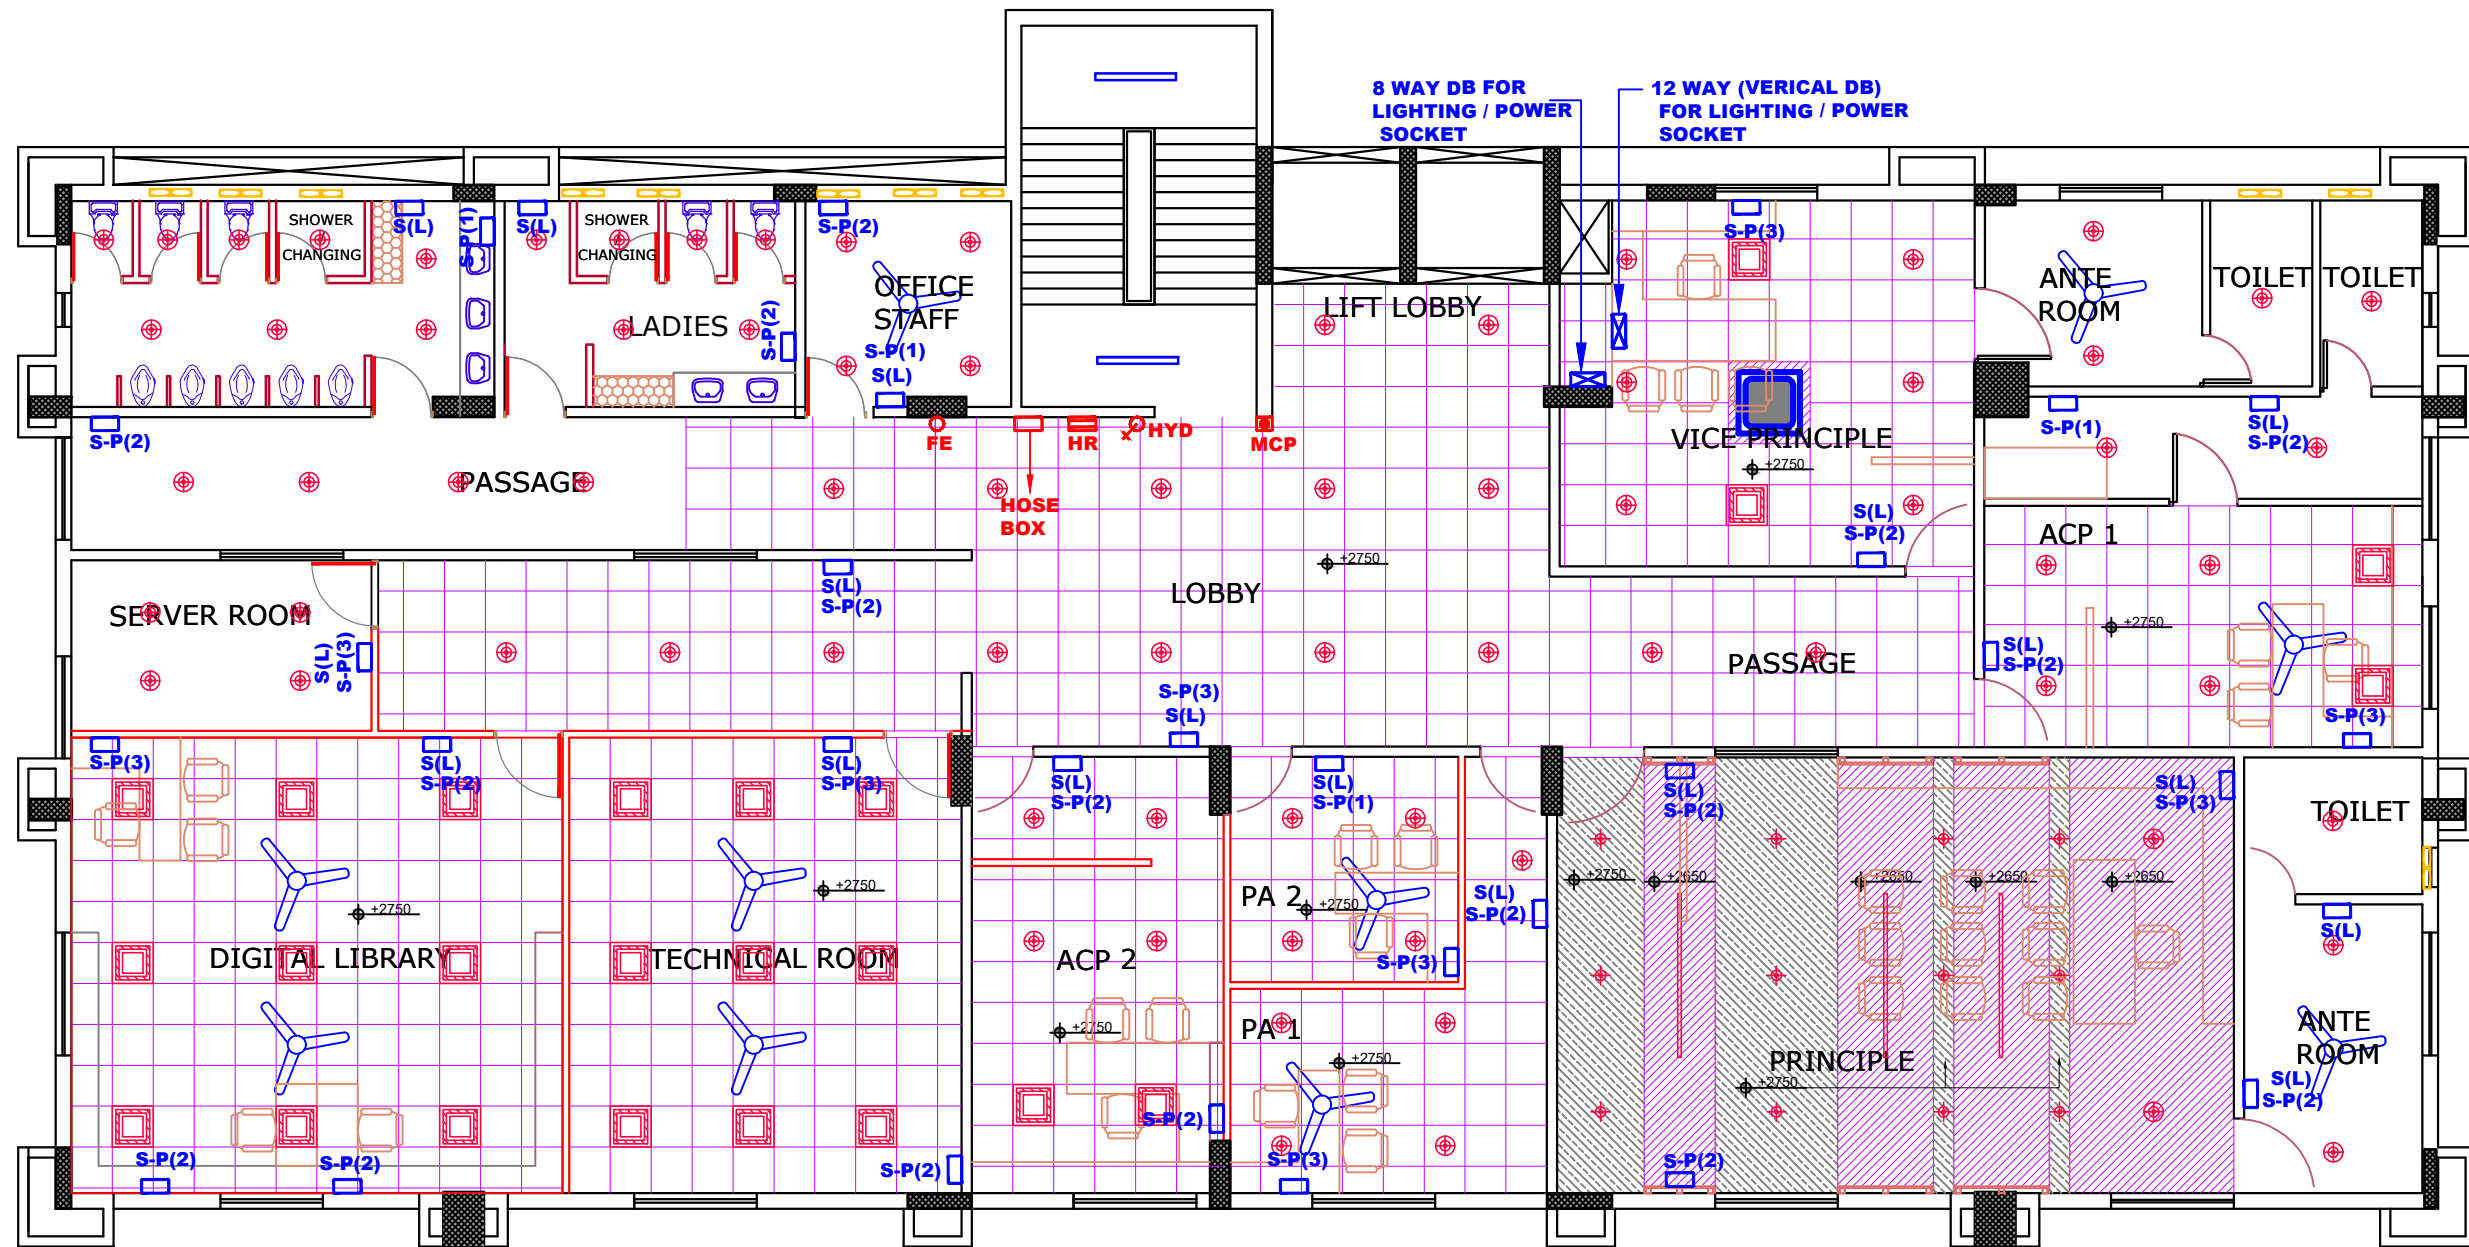 8 WAY DB FOR
LIGHTING / POWER
SOCKET
12 WAY (VERICAL DB)
FOR LIGHTING / POWER
SOCKET
SHOWER
/
CHANGING
S(L)
S-P(1)
S(L)
SHOWER
/
CHANGING
S-P(2)
OFFICE
STAFF
LADIES
S-P(2)
S-P(1)
S(L)
LIFT LOBBY
S-P(3)
ANTE
ROOM
TOILET
TOILET
S-P(2)
FE
HOSE
BOX
HR
HYD
MCP
VICE PRINCIPLE
+2750
S-P(1)
S(L)
S-P(2)
PASSAGE
S(L)
S-P(2)
ACP 1
+2750
LOBBY
+2750
SERVER ROOM
S(L)
S-P(3)
S(L)
S-P(2)
PASSAGE
S(L)
S-P(2)
S-P(3)
S-P(3)
S(L)
S-P(3)
S(L)
S-P(2)
S(L)
S-P(3)
S(L)
S-P(2)
S(L)
S-P(1)
S(L)
S-P(2)
S(L)
S-P(3)
TOILET
+2750
DIGITAL LIBRARY
+2750
TECHNICAL ROOM
ACP 2
+2750
PA 2
+2750
S-P(3)
S(L)
S-P(2)
+2750
+2650
+2650
+2650
+2650
S(L)
PA 1
+2750
PRINCIPLE
+2750
ANTE
ROOM
S(L)
S-P(2)
S-P(2)
S-P(2)
S-P(2)
S-P(2)
S-P(3)
S-P(2)